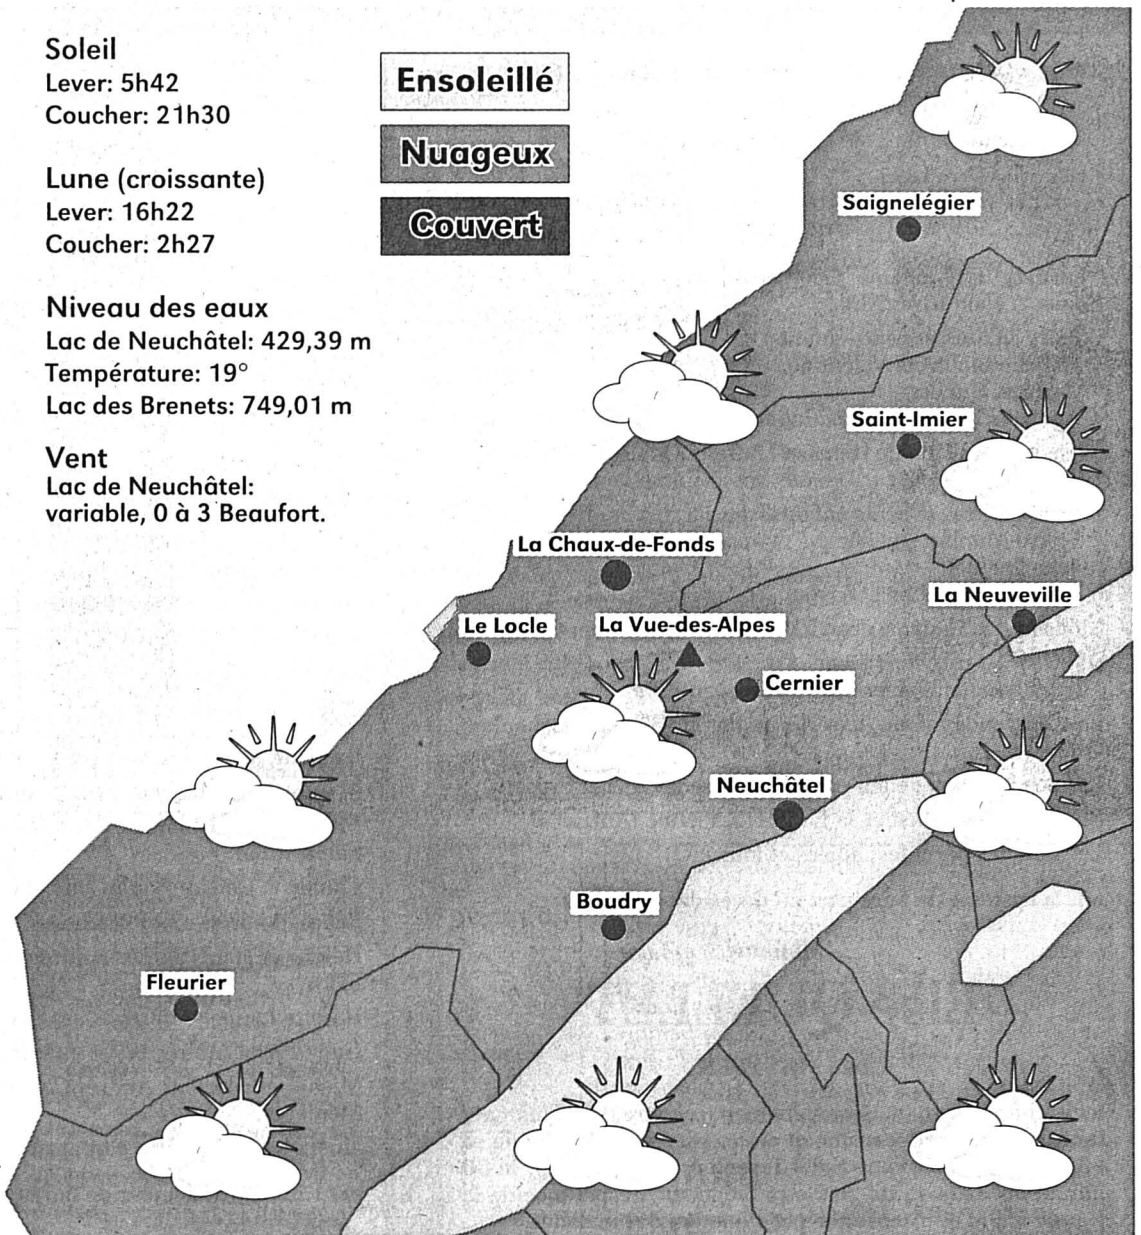 Soleil
Lever: 5h42
Coucher: 21h30
Lune (croissante)
Lever: 16h22
Coucher: 2h27
Niveau des eaux
Lac de Neuchâtel: 429,39 m
Température: 19°
Lac des Brenets: 749,01 m
Vent
Lac de Neuchâtel:
variable, 0 à 3 Beaufort.
Ensoleillé
Nuageux
Couvert
Saignelégier
Saint-Imier
La Chaux-de-Fonds
La Neuveville
Le Locle
La Vue-des-Alpes
Cernier
Neuchâtel
Boudry
Fleurier